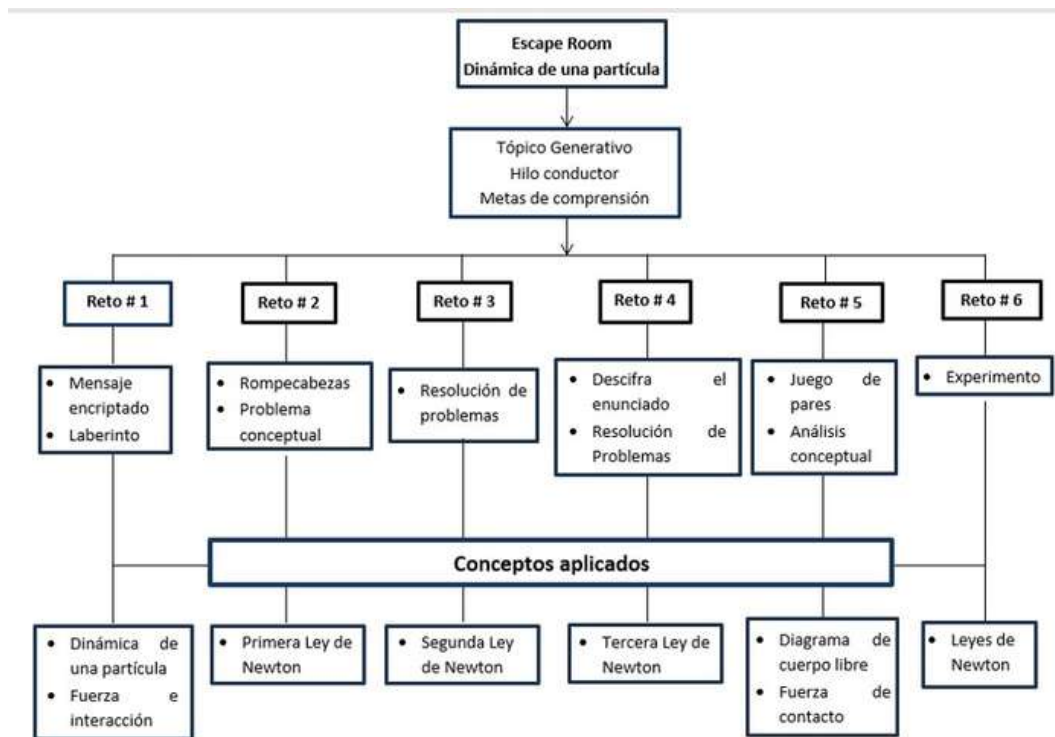 Escape Room
Dinámica de una partícula
Tópico Generativo
Hilo conductor
Metas de comprensión
Reto # 1
Reto # 2
Reto # 3
Reto # 4
Reto # 5
Reto # 6
• Mensaje
encriptado
• Laberinto
• Rompecabezas
• Problema
conceptual
• Resolución de
problemas
• Descifra el
enunciado
• Resolución de
Problemas
• Juego de
pares
• Análisis
conceptual
• Experimento
Conceptos aplicados
• Dinámica de
una partícula
• Fuerza e
interacción
• Primera Ley de
Newton
• Segunda Ley
de Newton
• Tercera Ley de
Newton
• Diagrama de
cuerpo libre
• Fuerza de
contacto
• Leyes de
Newton